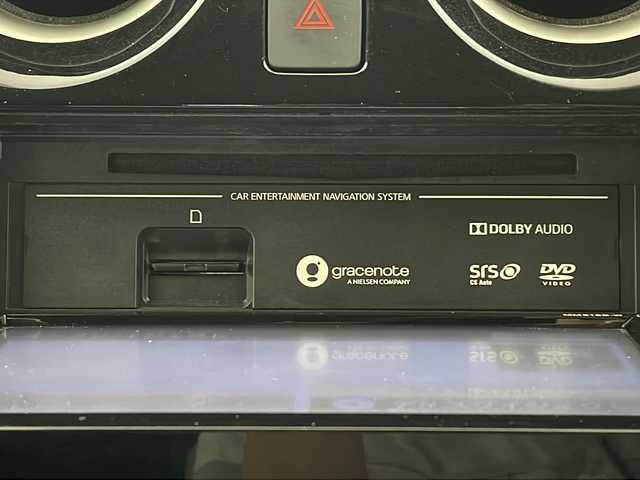 CAR ENTERTAINMENT NAVIGATION SYSTEM
DOLBY AUDIO
gracenote
A NIELSEN COMPANY
SRS
CS Auto
DVD
VIDEO